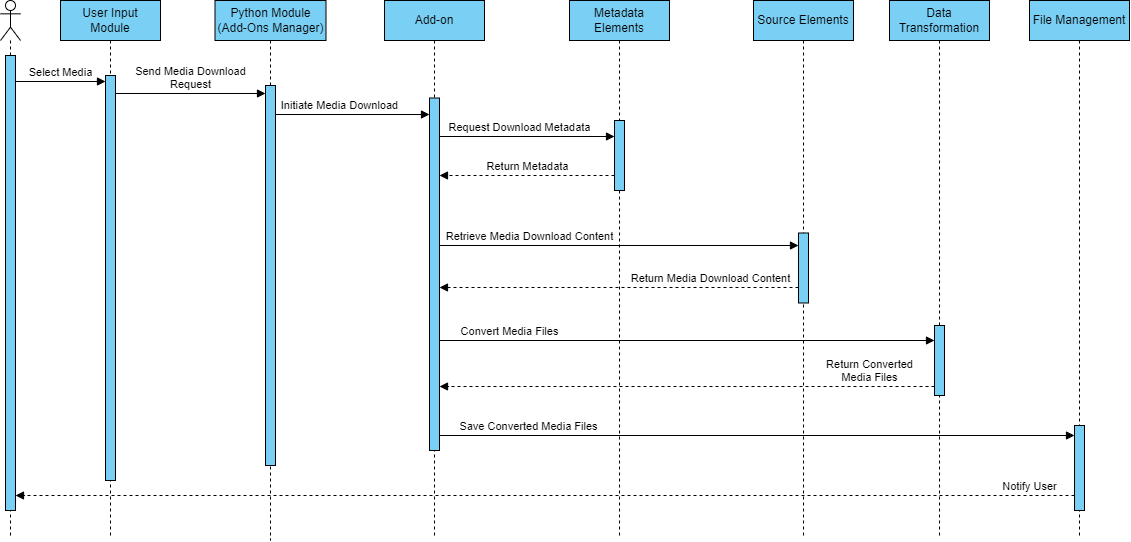 User Input
Module
Python Module
(Add-Ons Manager)
Add-on
Metadata
Elements
Source Elements
Data
Transformation
File Management
Select Media
Send Media Download
Request
Initiate Media Download
Request Download Metadata
Return Metadata
Retrieve Media Download Content
Return Media Download Content
Convert Media Files
Return Converted
Media Files
Save Converted Media Files
Notify User